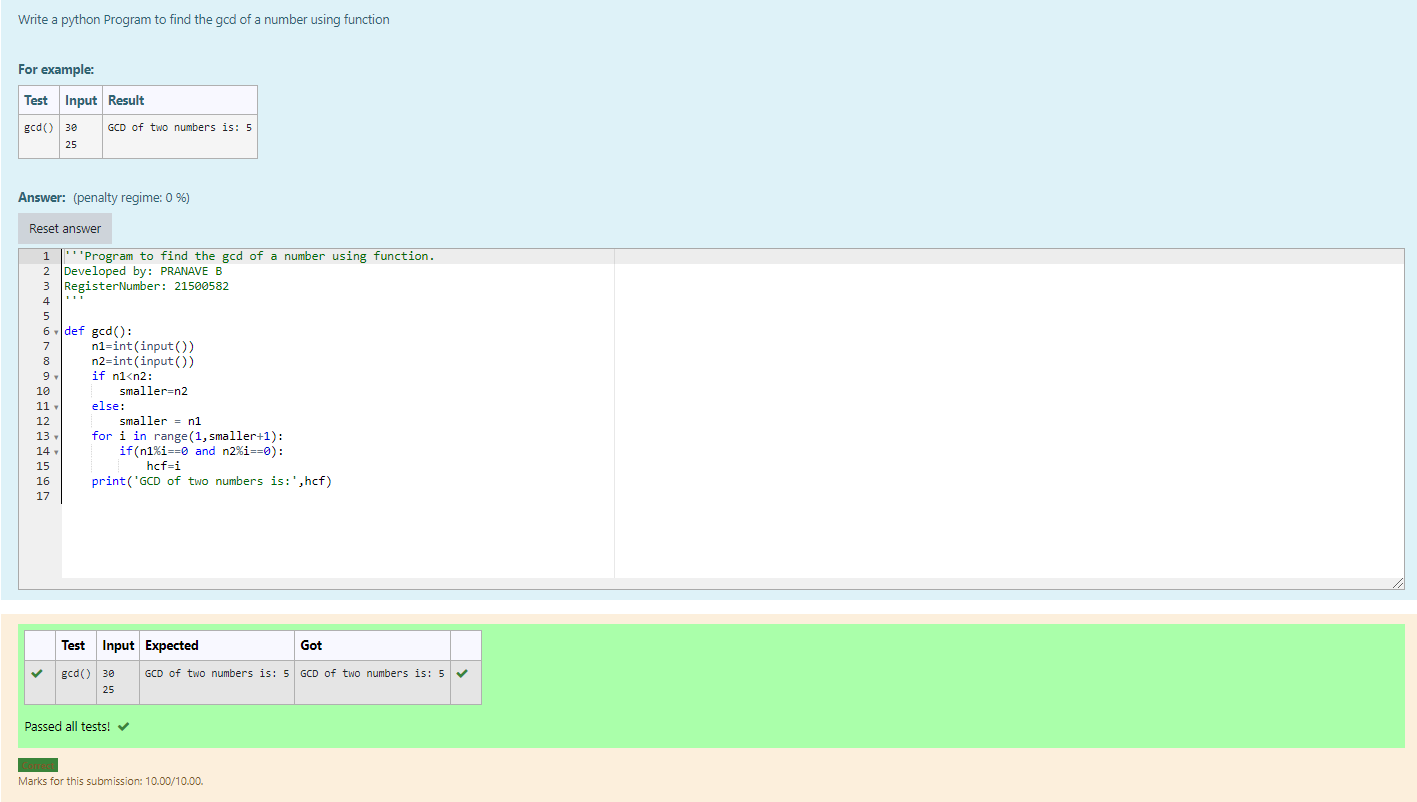 Write a python Program to find the gcd of a number using function
For example:
Test Input Result
gcd() 30 GCD of two numbers is: 5
25
Answer: (penalty regime: 0 %)
Reset answer
1 '''Program to find the gcd of a number using function.
2 Developed by: PRANAVE B
3 RegisterNumber: 21500582
4 '''
5
6 def gcd():
7     n1=int(input())
8     n2=int(input())
9     if n1<n2:
10         smaller=n2
11     else:
12         smaller = n1
13     for i in range(1,smaller+1):
14         if(n1%i==0 and n2%i==0):
15             hcf=i
16     print('GCD of two numbers is:',hcf)
17
Test Input Expected Got
gcd() 30 GCD of two numbers is: 5 GCD of two numbers is: 5
25
Passed all tests!
Correct
Marks for this submission: 10.00/10.00.